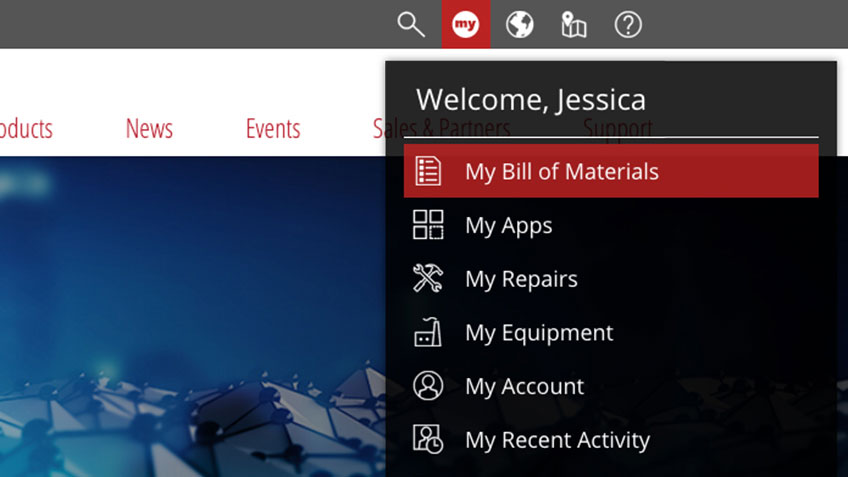 my
Welcome, Jessica
News
Events
Sales & Partners
Support
My Bill of Materials
My Apps
My Repairs
My Equipment
My Account
My Recent Activity